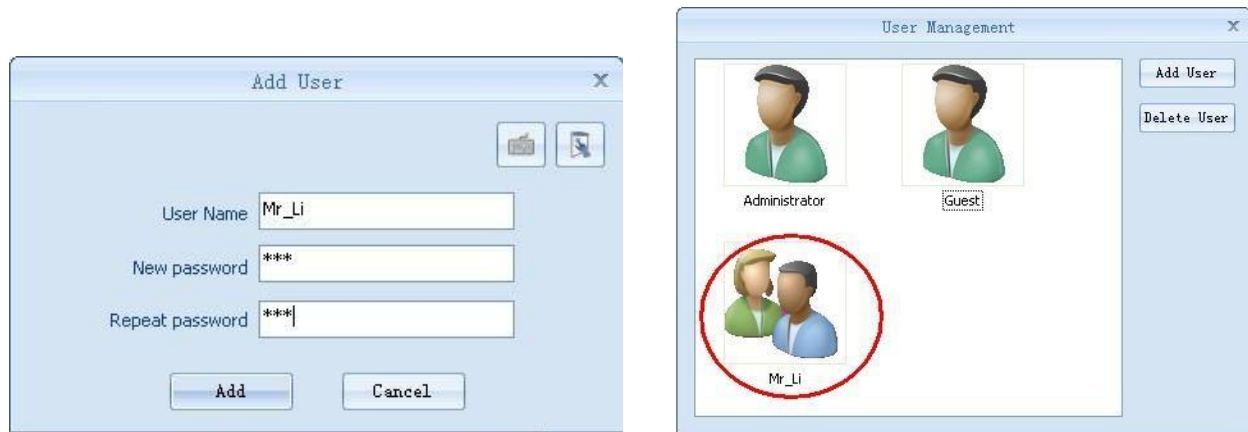 Add User
User Name Mr_Li
New password ***
Repeat password ***
Add Cancel
User Management
Add User
Delete User
Administrator Guest
Mr_Li